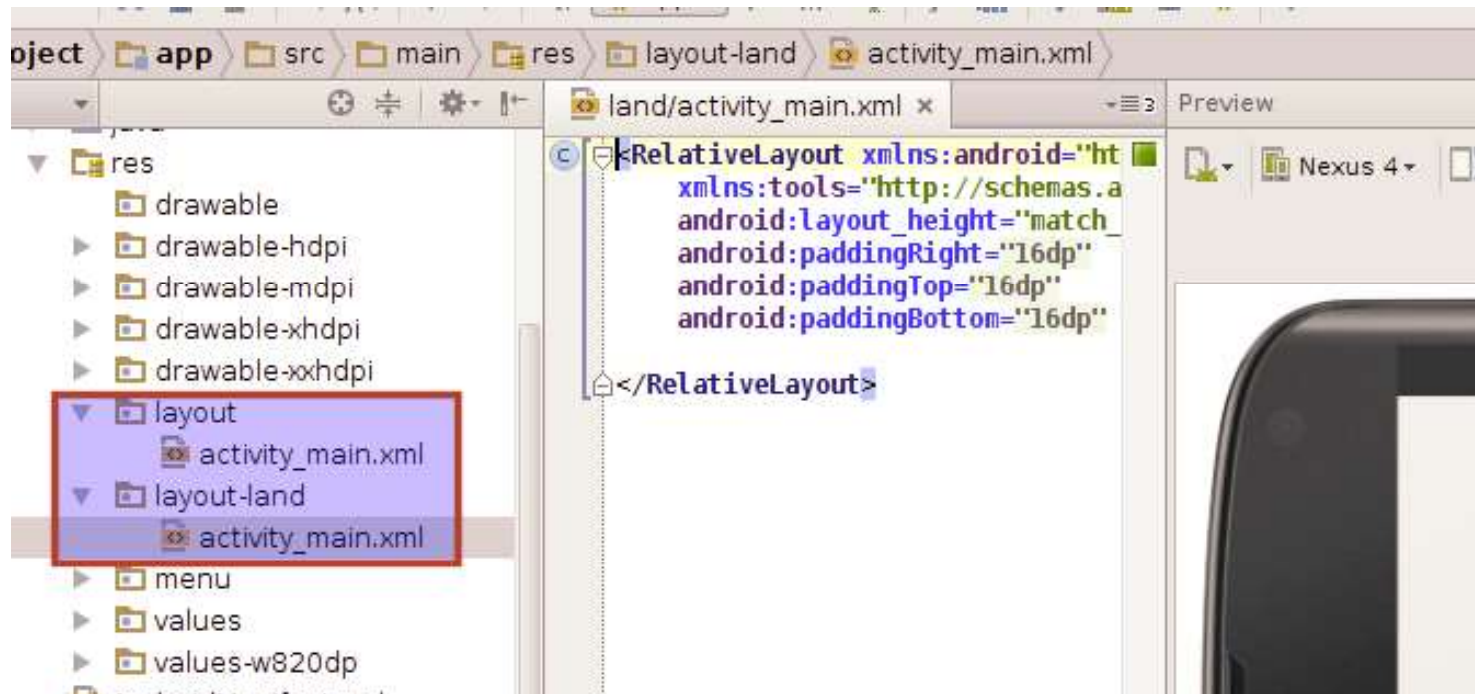 oject app src main res layout-land activity_main.xml
land/activity_main.xml × 3 Preview
res
drawable
drawable-hdpi
drawable-mdpi
drawable-xhdpi
drawable-xxhdpi
layout
activity_main.xml
layout-land
activity_main.xml
menu
values
values-w820dp
C <RelativeLayout xmlns:android="ht
xmlns:tools="http://schemas.a
android:layout_height="match_
android:paddingRight="16dp"
android:paddingTop="16dp"
android:paddingBottom="16dp"
</RelativeLayout>
Nexus 4